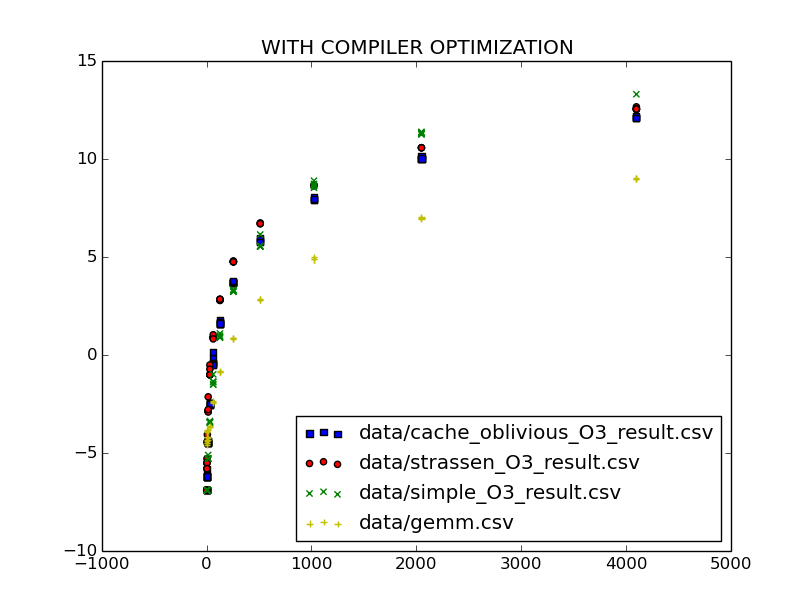 WITH COMPILER OPTIMIZATION
15
10
5
0
−5
−10
−1000 0 1000 2000 3000 4000 5000
data/cache_oblivious_O3_result.csv
data/strassen_O3_result.csv
data/simple_O3_result.csv
data/gemm.csv